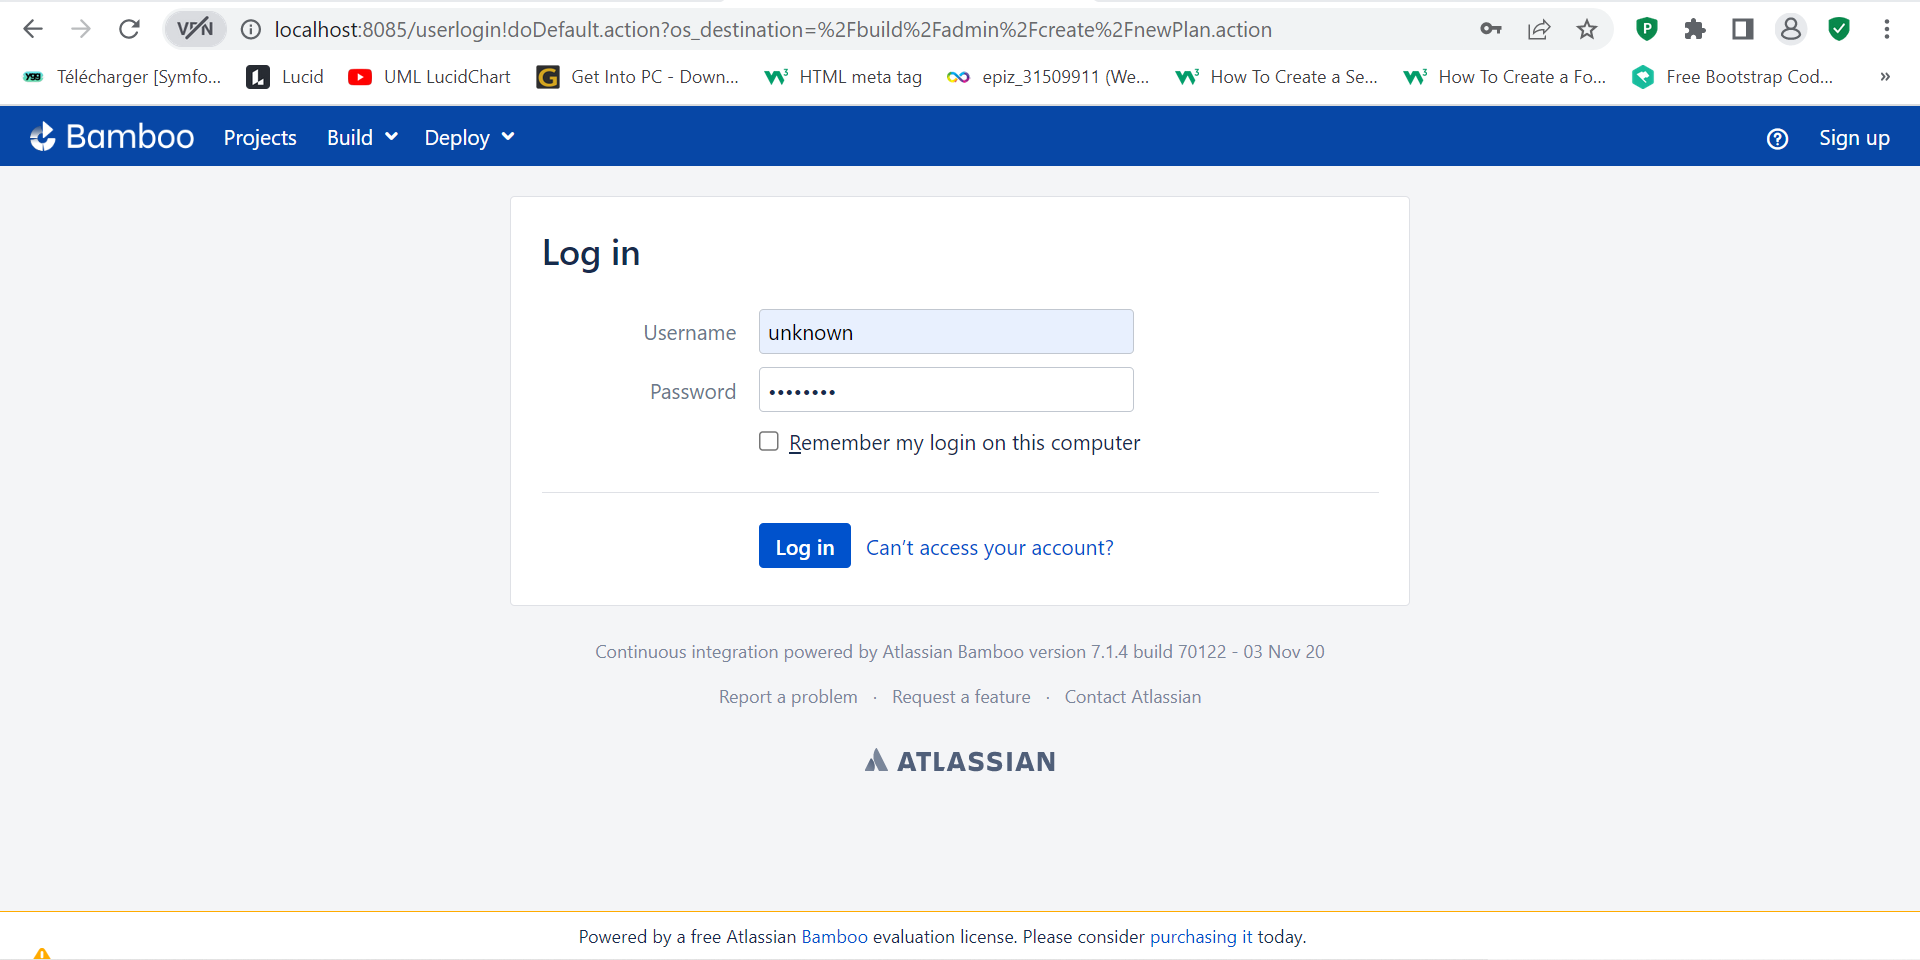 VPN localhost:8085/userlogin!doDefault.action?os_destination=%2Fbuild%2Fadmin%2Fcreate%2FnewPlan.action
Télécharger [Symfo... Lucid UML LucidChart Get Into PC - Down... HTML meta tag epiz_31509911 (We... How To Create a Se... How To Create a Fo... Free Bootstrap Cod... »
Bamboo Projects Build Deploy Sign up
Log in
Username unknown
Password ••••••••
Remember my login on this computer
Log in Can't access your account?
Continuous integration powered by Atlassian Bamboo version 7.1.4 build 70122 - 03 Nov 20
Report a problem · Request a feature · Contact Atlassian
ATLASSIAN
Powered by a free Atlassian Bamboo evaluation license. Please consider purchasing it today.